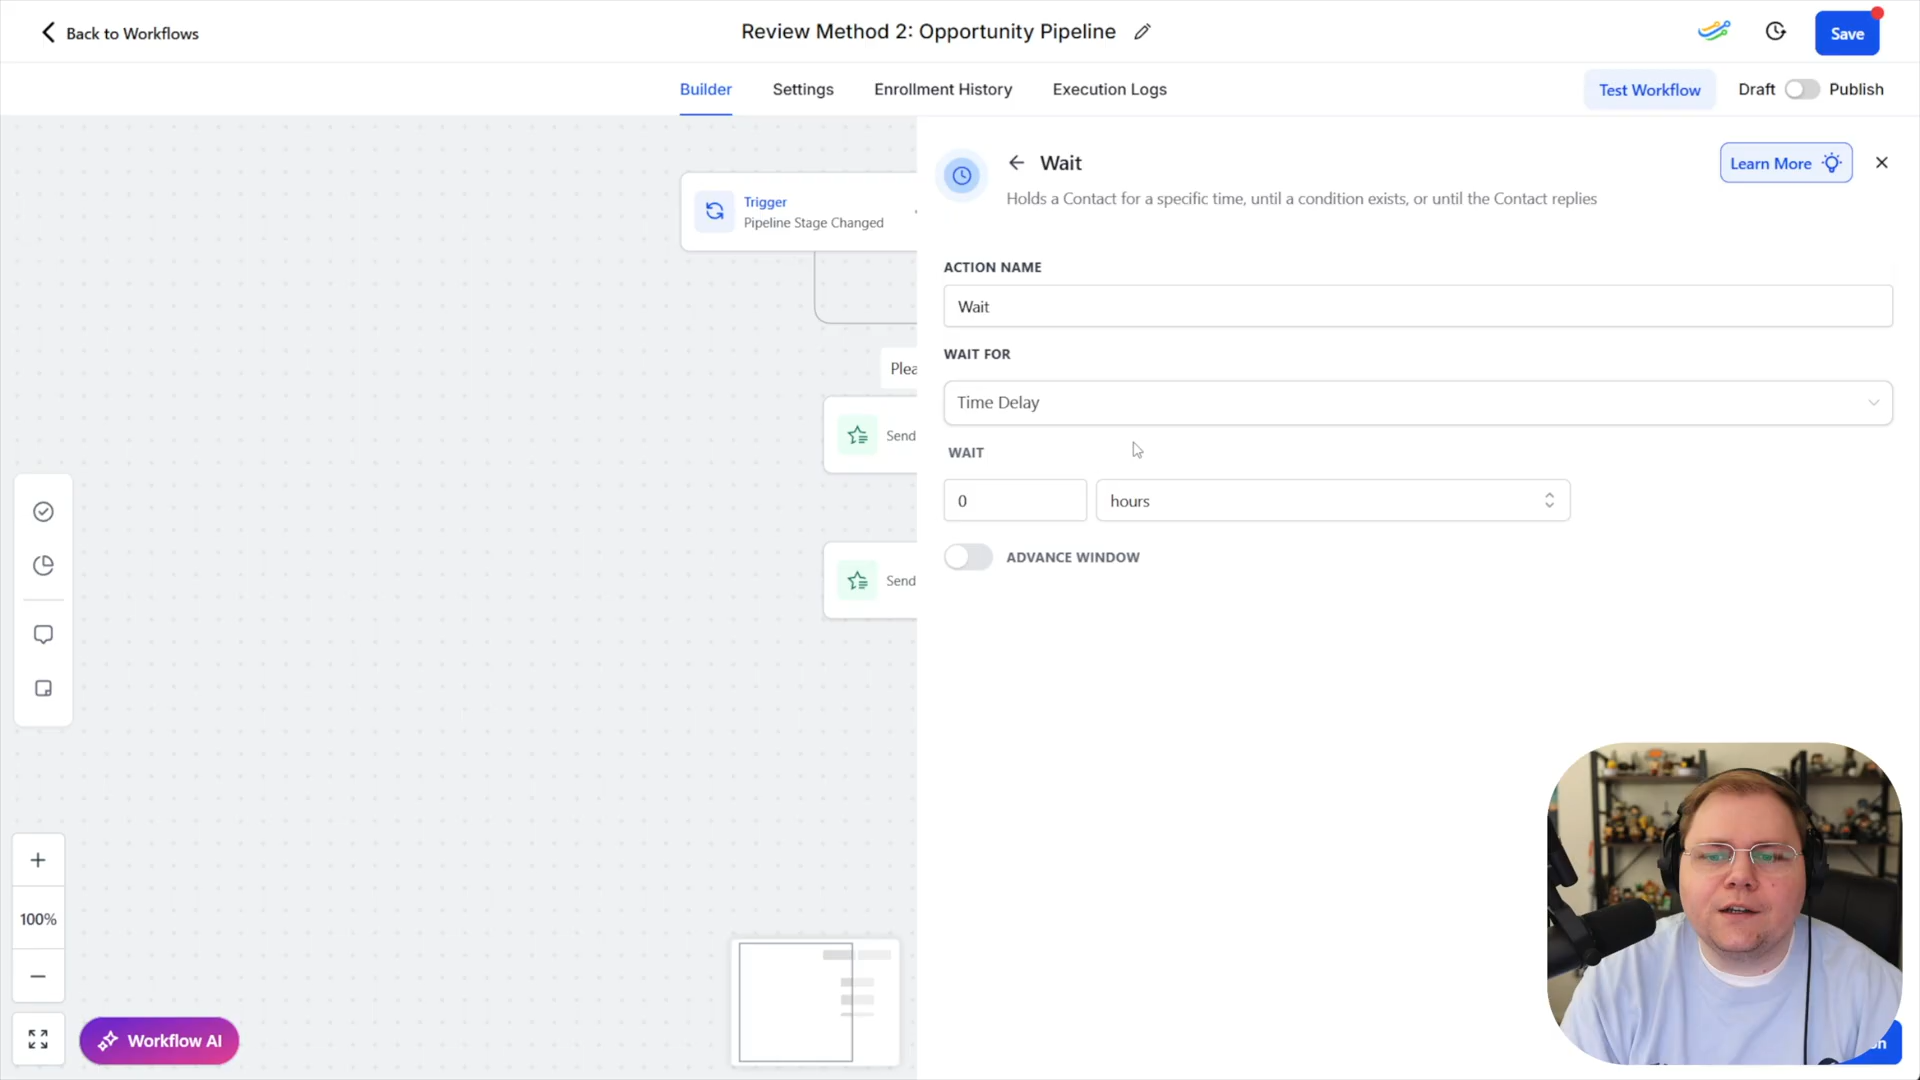 Back to Workflows
Review Method 2: Opportunity Pipeline
Save
Builder
Settings
Enrollment History
Execution Logs
Test Workflow
Draft
Publish
Trigger
Pipeline Stage Changed
Send
Send
100%
Workflow AI
Wait
Learn More
Holds a Contact for a specific time, until a condition exists, or until the Contact replies
ACTION NAME
Wait
WAIT FOR
Time Delay
WAIT
0
hours
ADVANCE WINDOW